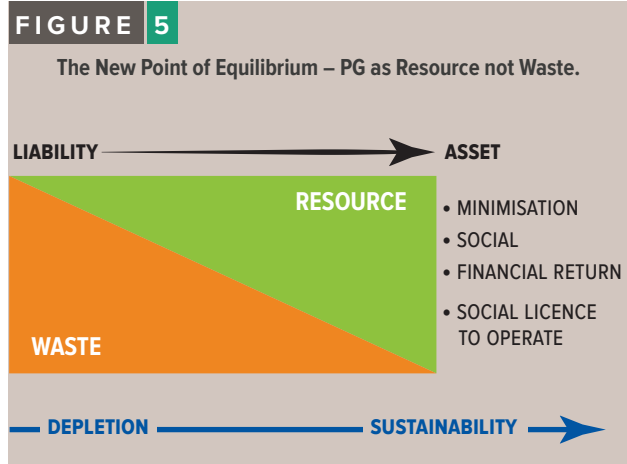 FIGURE 5
The New Point of Equilibrium – PG as Resource not Waste.
LIABILITY ASSET
RESOURCE
WASTE
• MINIMISATION
• SOCIAL
• FINANCIAL RETURN
• SOCIAL LICENCE
TO OPERATE
DEPLETION SUSTAINABILITY